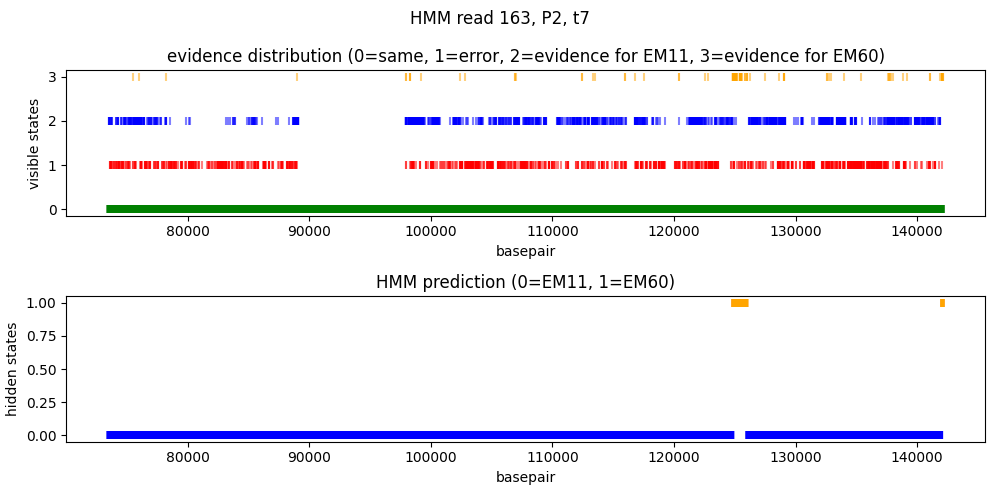 HMM read 163, P2, t7
evidence distribution (0=same, 1=error, 2=evidence for EM11, 3=evidence for EM60)
visible states
3
2
1
0
80000 90000 100000 110000 120000 130000 140000
basepair
HMM prediction (0=EM11, 1=EM60)
hidden states
1.00
0.75
0.50
0.25
0.00
80000 90000 100000 110000 120000 130000 140000
basepair